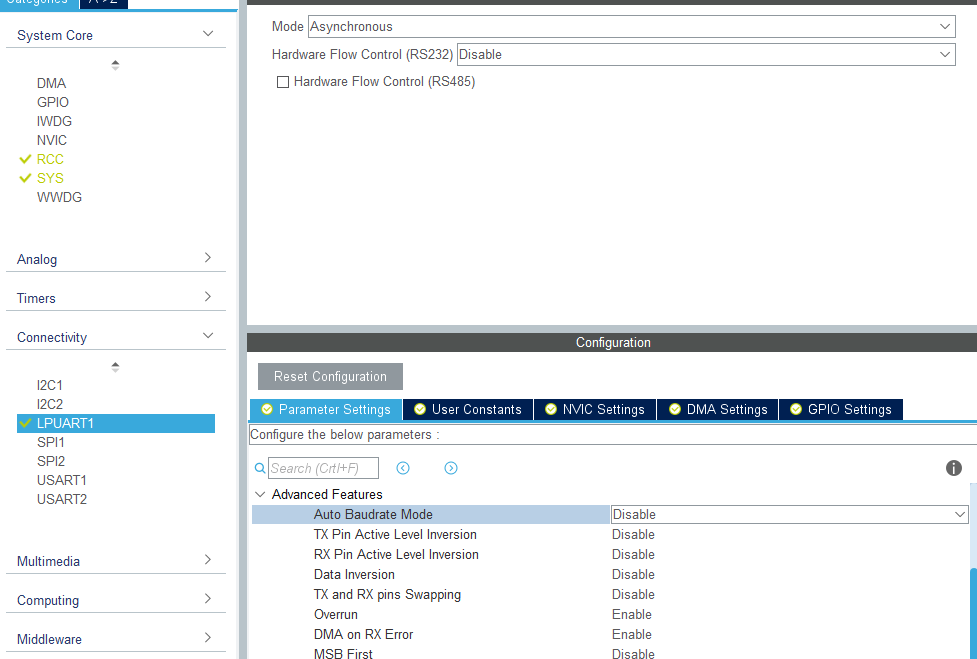 Categories A->Z
System Core
DMA
GPIO
IWDG
NVIC
RCC
SYS
WWDG
Analog
Timers
Connectivity
I2C1
I2C2
LPUART1
SPI1
SPI2
USART1
USART2
Multimedia
Computing
Middleware
Mode Asynchronous
Hardware Flow Control (RS232) Disable
Hardware Flow Control (RS485)
Configuration
Reset Configuration
Parameter Settings User Constants NVIC Settings DMA Settings GPIO Settings
Configure the below parameters :
Search (CrtI+F)
Advanced Features
Auto Baudrate Mode Disable
TX Pin Active Level Inversion Disable
RX Pin Active Level Inversion Disable
Data Inversion Disable
TX and RX pins Swapping Disable
Overrun Enable
DMA on RX Error Enable
MSB First Disable